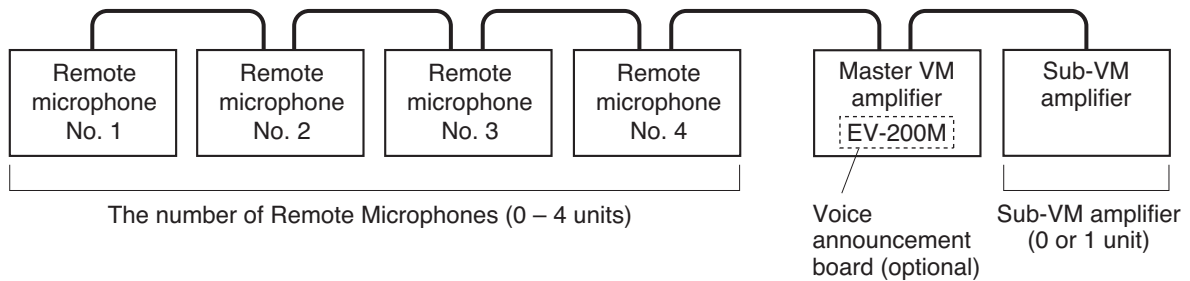 Remote
microphone
No. 1
Remote
microphone
No. 2
Remote
microphone
No. 3
Remote
microphone
No. 4
Master VM
amplifier
EV-200M
Sub-VM
amplifier
The number of Remote Microphones (0 – 4 units)
Voice
announcement
board (optional)
Sub-VM amplifier
(0 or 1 unit)